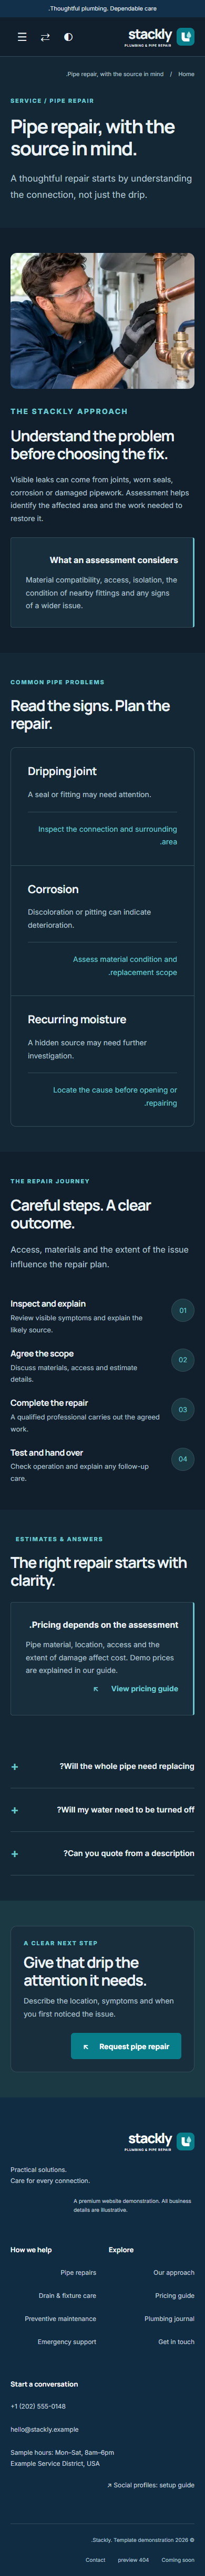 .Thoughtful plumbing. Dependable care
stackly
PLUMBING & PIPE REPAIR
.Pipe repair, with the source in mind / Home
SERVICE / PIPE REPAIR
Pipe repair, with the
source in mind.
A thoughtful repair starts by understanding
the connection, not just the drip.
THE STACKLY APPROACH
Understand the problem
before choosing the fix.
Visible leaks can come from joints, worn seals,
corrosion or damaged pipework. Assessment helps
identify the affected area and the work needed to
restore it.
What an assessment considers
Material compatibility, access, isolation, the
condition of nearby fittings and any signs
of a wider issue.
COMMON PIPE PROBLEMS
Read the signs. Plan the
repair.
Dripping joint
A seal or fitting may need attention.
Inspect the connection and surrounding
.area
Corrosion
Discoloration or pitting can indicate
deterioration.
Assess material condition and
.replacement scope
Recurring moisture
A hidden source may need further
investigation.
Locate the cause before opening or
.repairing
THE REPAIR JOURNEY
Careful steps. A clear
outcome.
Access, materials and the extent of the issue
influence the repair plan.
Inspect and explain
01
Review visible symptoms and explain the
likely source.
Agree the scope
02
Discuss materials, access and estimate
details.
Complete the repair
03
A qualified professional carries out the agreed
work.
Test and hand over
04
Check operation and explain any follow-up
care.
ESTIMATES & ANSWERS
The right repair starts with
clarity.
.Pricing depends on the assessment
Pipe material, location, access and the
extent of damage affect cost. Demo prices
are explained in our guide.
↖ View pricing guide
+ ?Will the whole pipe need replacing
+ ?Will my water need to be turned off
+ ?Can you quote from a description
A CLEAR NEXT STEP
Give that drip the
attention it needs.
Describe the location, symptoms and when
you first noticed the issue.
↖ Request pipe repair
stackly
PLUMBING & PIPE REPAIR
Practical solutions.
Care for every connection.
A premium website demonstration. All business
details are illustrative.
How we help
Pipe repairs
Drain & fixture care
Preventive maintenance
Emergency support
Explore
Our approach
Pricing guide
Plumbing journal
Get in touch
Start a conversation
+1 (202) 555-0148
hello@stackly.example
Sample hours: Mon–Sat, 8am–6pm
Example Service District, USA
↗ Social profiles: setup guide
.Stackly. Template demonstration 2026 ©
Contact preview 404 Coming soon